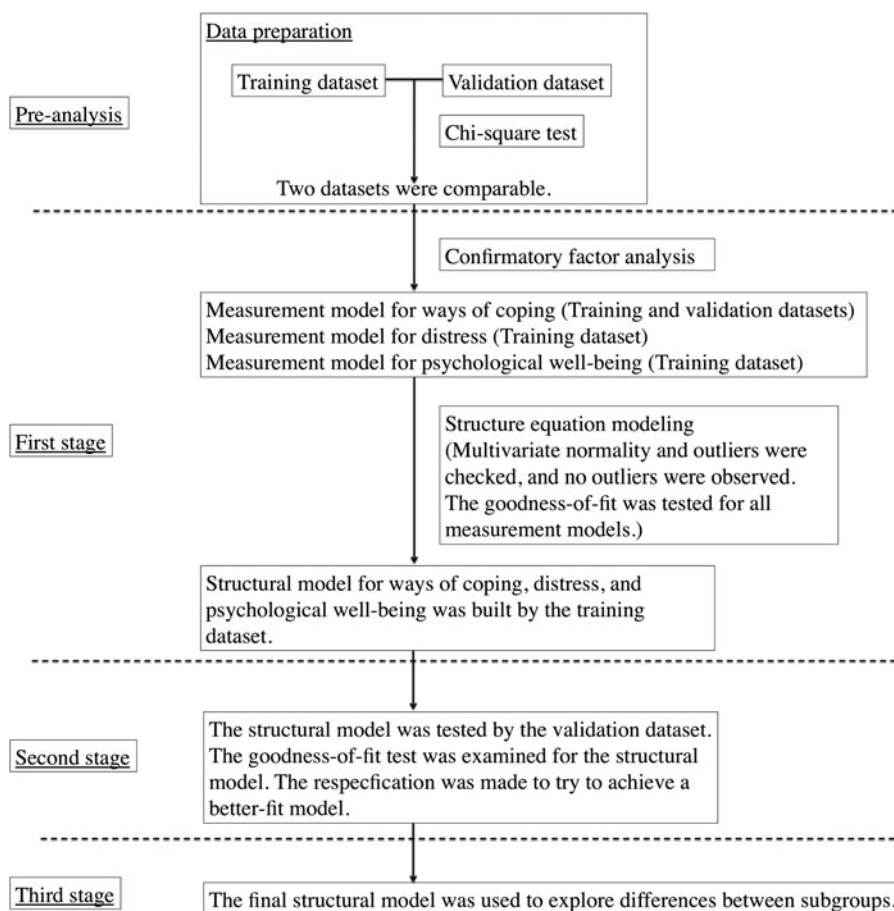 Data preparation
Training dataset
Validation dataset
Pre-analysis
Chi-square test
Two datasets were comparable.
Confirmatory factor analysis
Measurement model for ways of coping (Training and validation datasets)
Measurement model for distress (Training dataset)
Measurement model for psychological well-being (Training dataset)
First stage
Structure equation modeling
(Multivariate normality and outliers were
checked, and no outliers were observed.
The goodness-of-fit was tested for all
measurement models.)
Structural model for ways of coping, distress, and
psychological well-being was built by the training
dataset.
Second stage
The structural model was tested by the validation dataset.
The goodness-of-fit test was examined for the structural
model. The respecfication was made to try to achieve a
better-fit model.
Third stage
The final structural model was used to explore differences between subgroups.